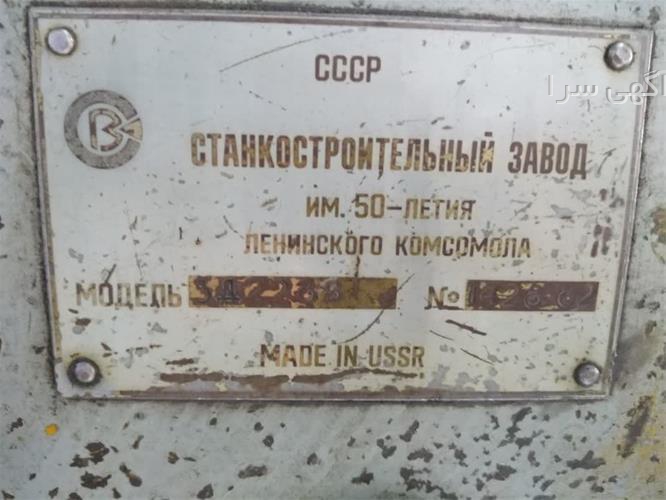 آگهی سرا
СССР
СТАНКОСТРОИТЕЛЬНЫЙ ЗАВОД
ИМ. 50-ЛЕТИЯ
ЛЕНИНСКОГО КОМСОМОЛА
МОДЕЛЬ
№
MADE IN USSR